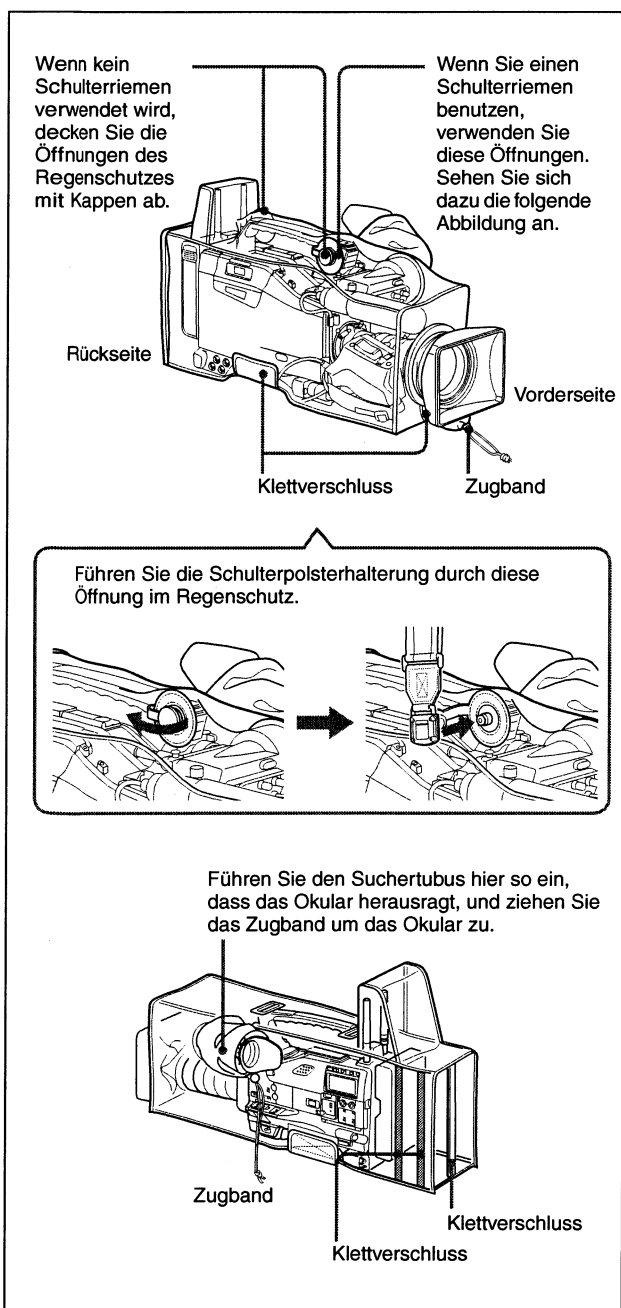 Wenn kein
Schulterriemen
verwendet wird,
decken Sie die
Öffnungen des
Regenschutzes
mit Kappen ab.
Wenn Sie einen
Schulterriemen
benutzen,
verwenden Sie
diese Öffnungen.
Sehen Sie sich
dazu die folgende
Abbildung an.
Rückseite
Vorderseite
Klettverschluss
Zugband
Führen Sie die Schulterpolsterhalterung durch diese
Öffnung im Regenschutz.
Führen Sie den Suchertubus hier so ein,
dass das Okular herausragt, und ziehen Sie
das Zugband um das Okular zu.
Zugband
Klettverschluss
Klettverschluss